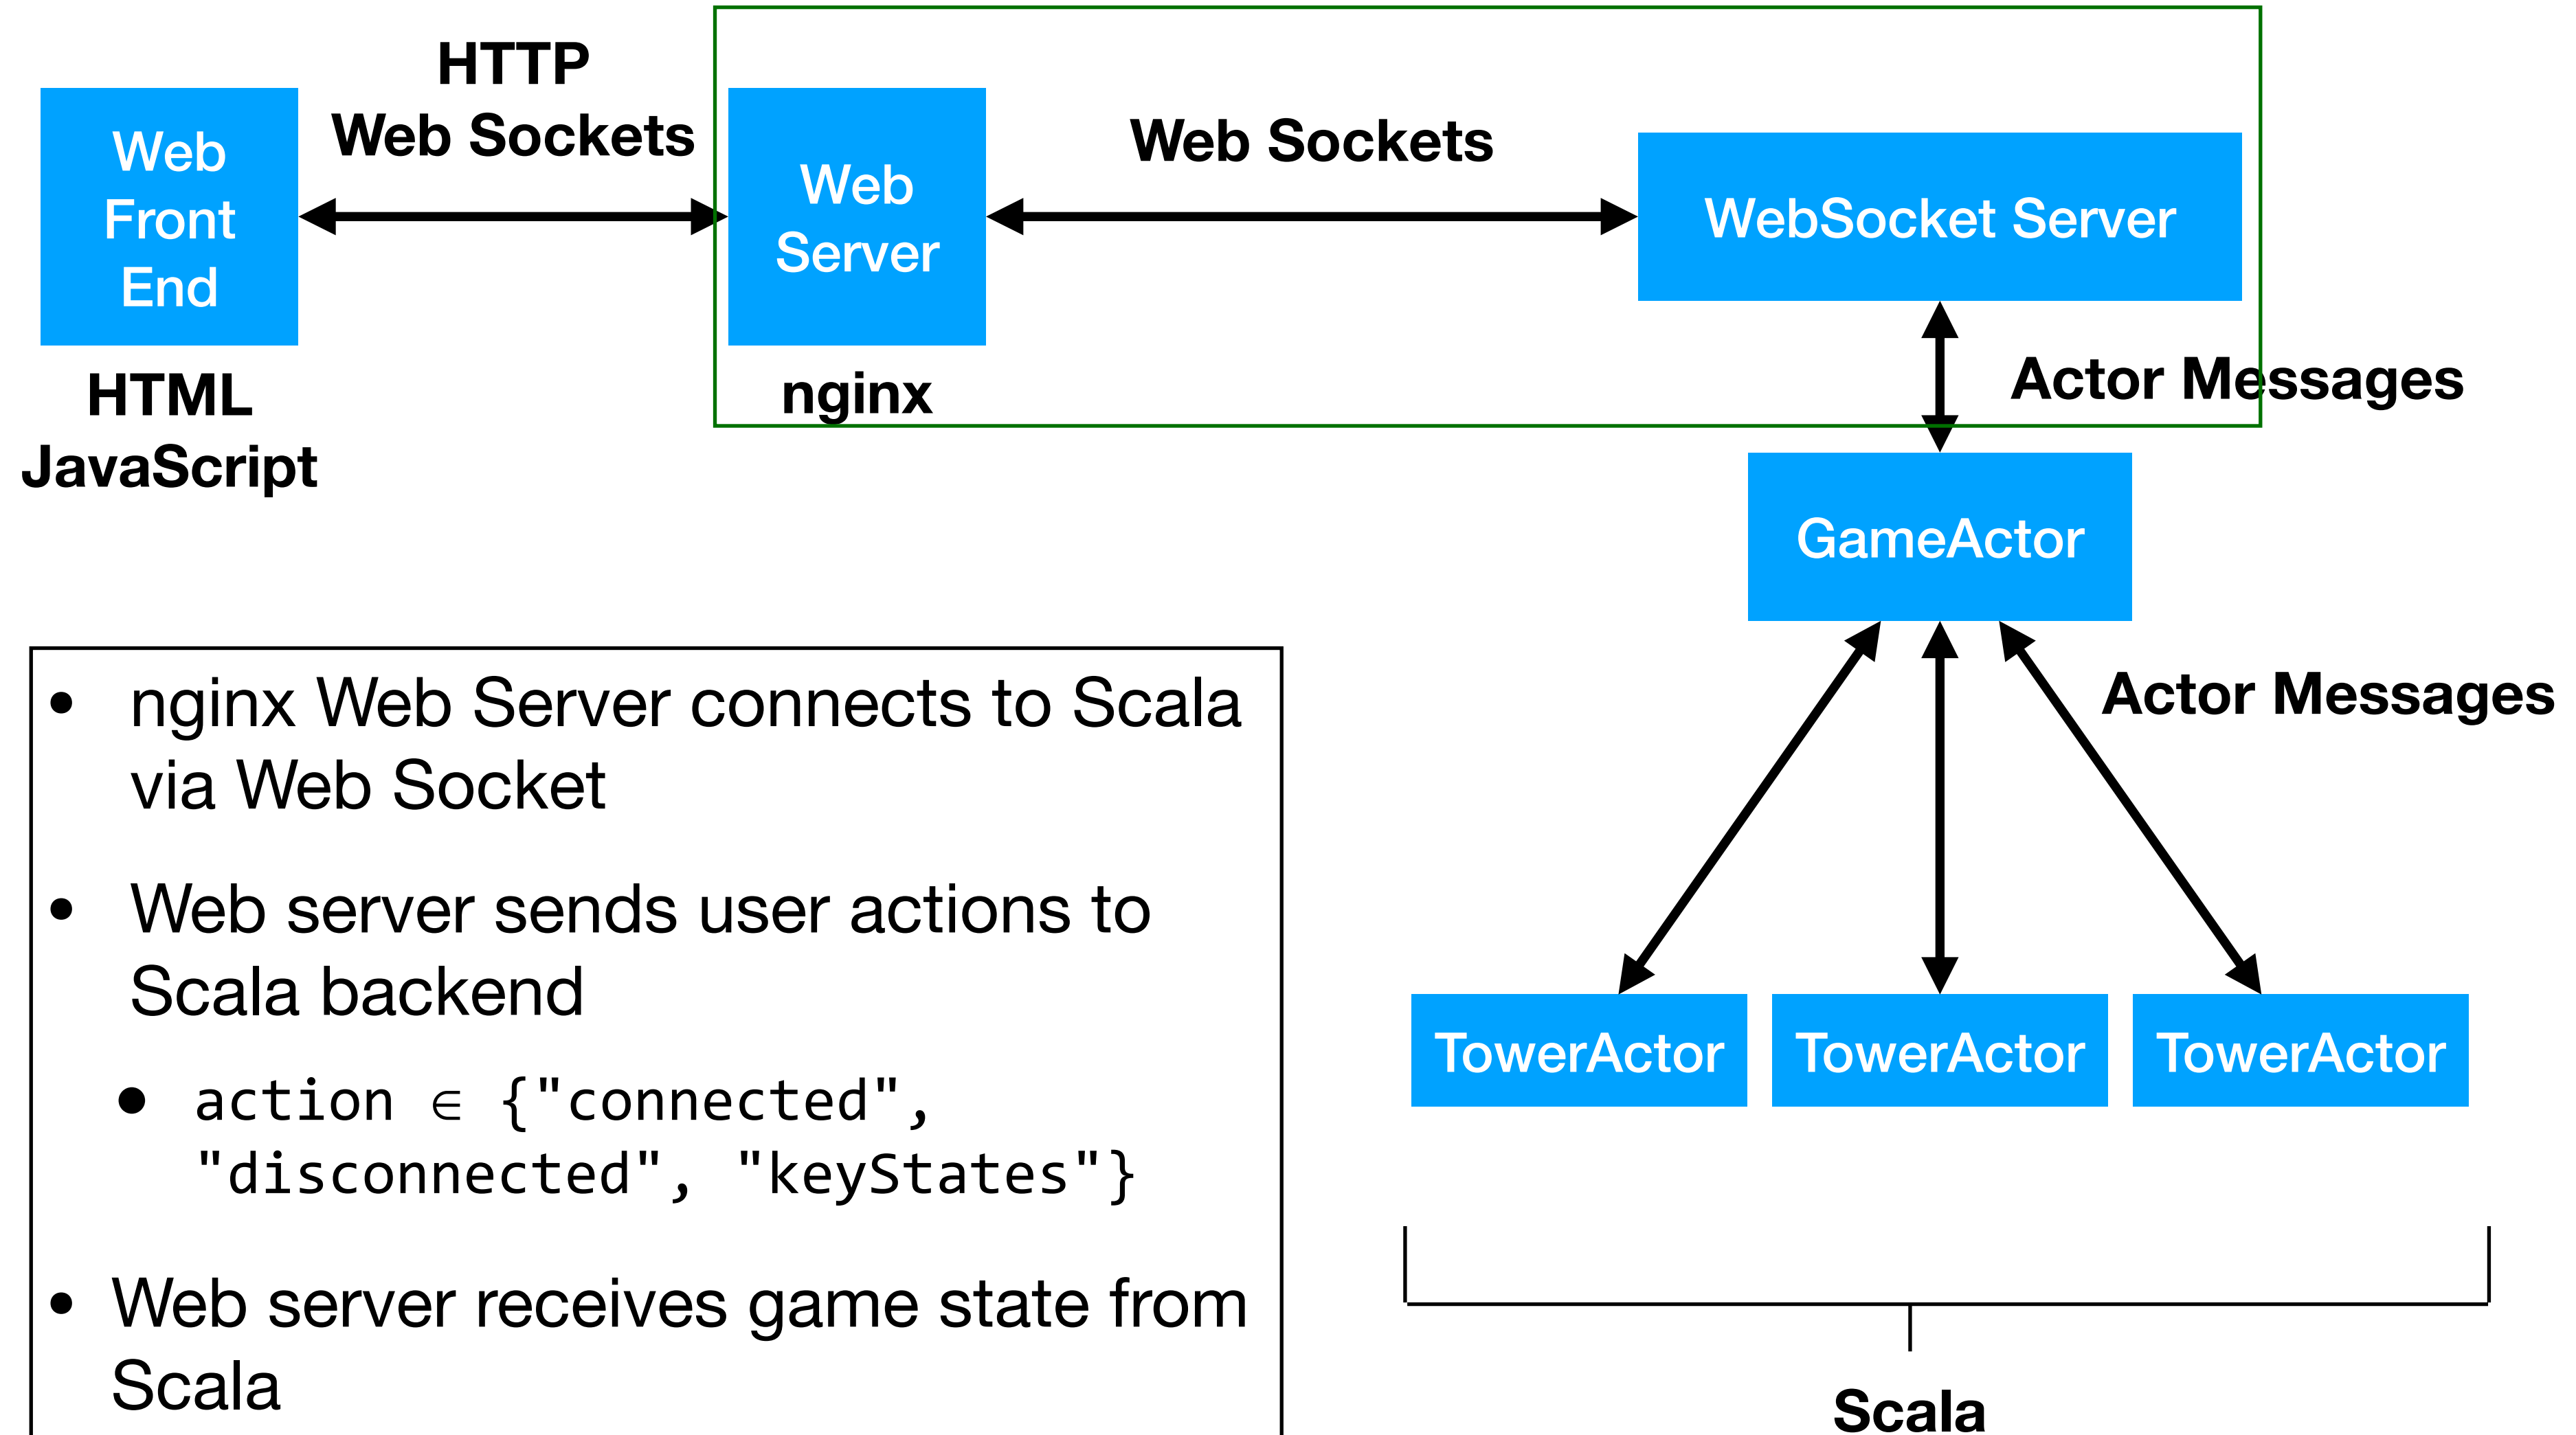 HTTP
Web Sockets
Web
Front
End
HTML
JavaScript
Web
Server
nginx
Web Sockets
WebSocket Server
Actor Messages
GameActor
Actor Messages
TowerActor
TowerActor
TowerActor
Scala
• nginx Web Server connects to Scala
via Web Socket
• Web server sends user actions to
Scala backend
• action ∈ {"connected",
"disconnected", "keyStates"}
• Web server receives game state from
Scala